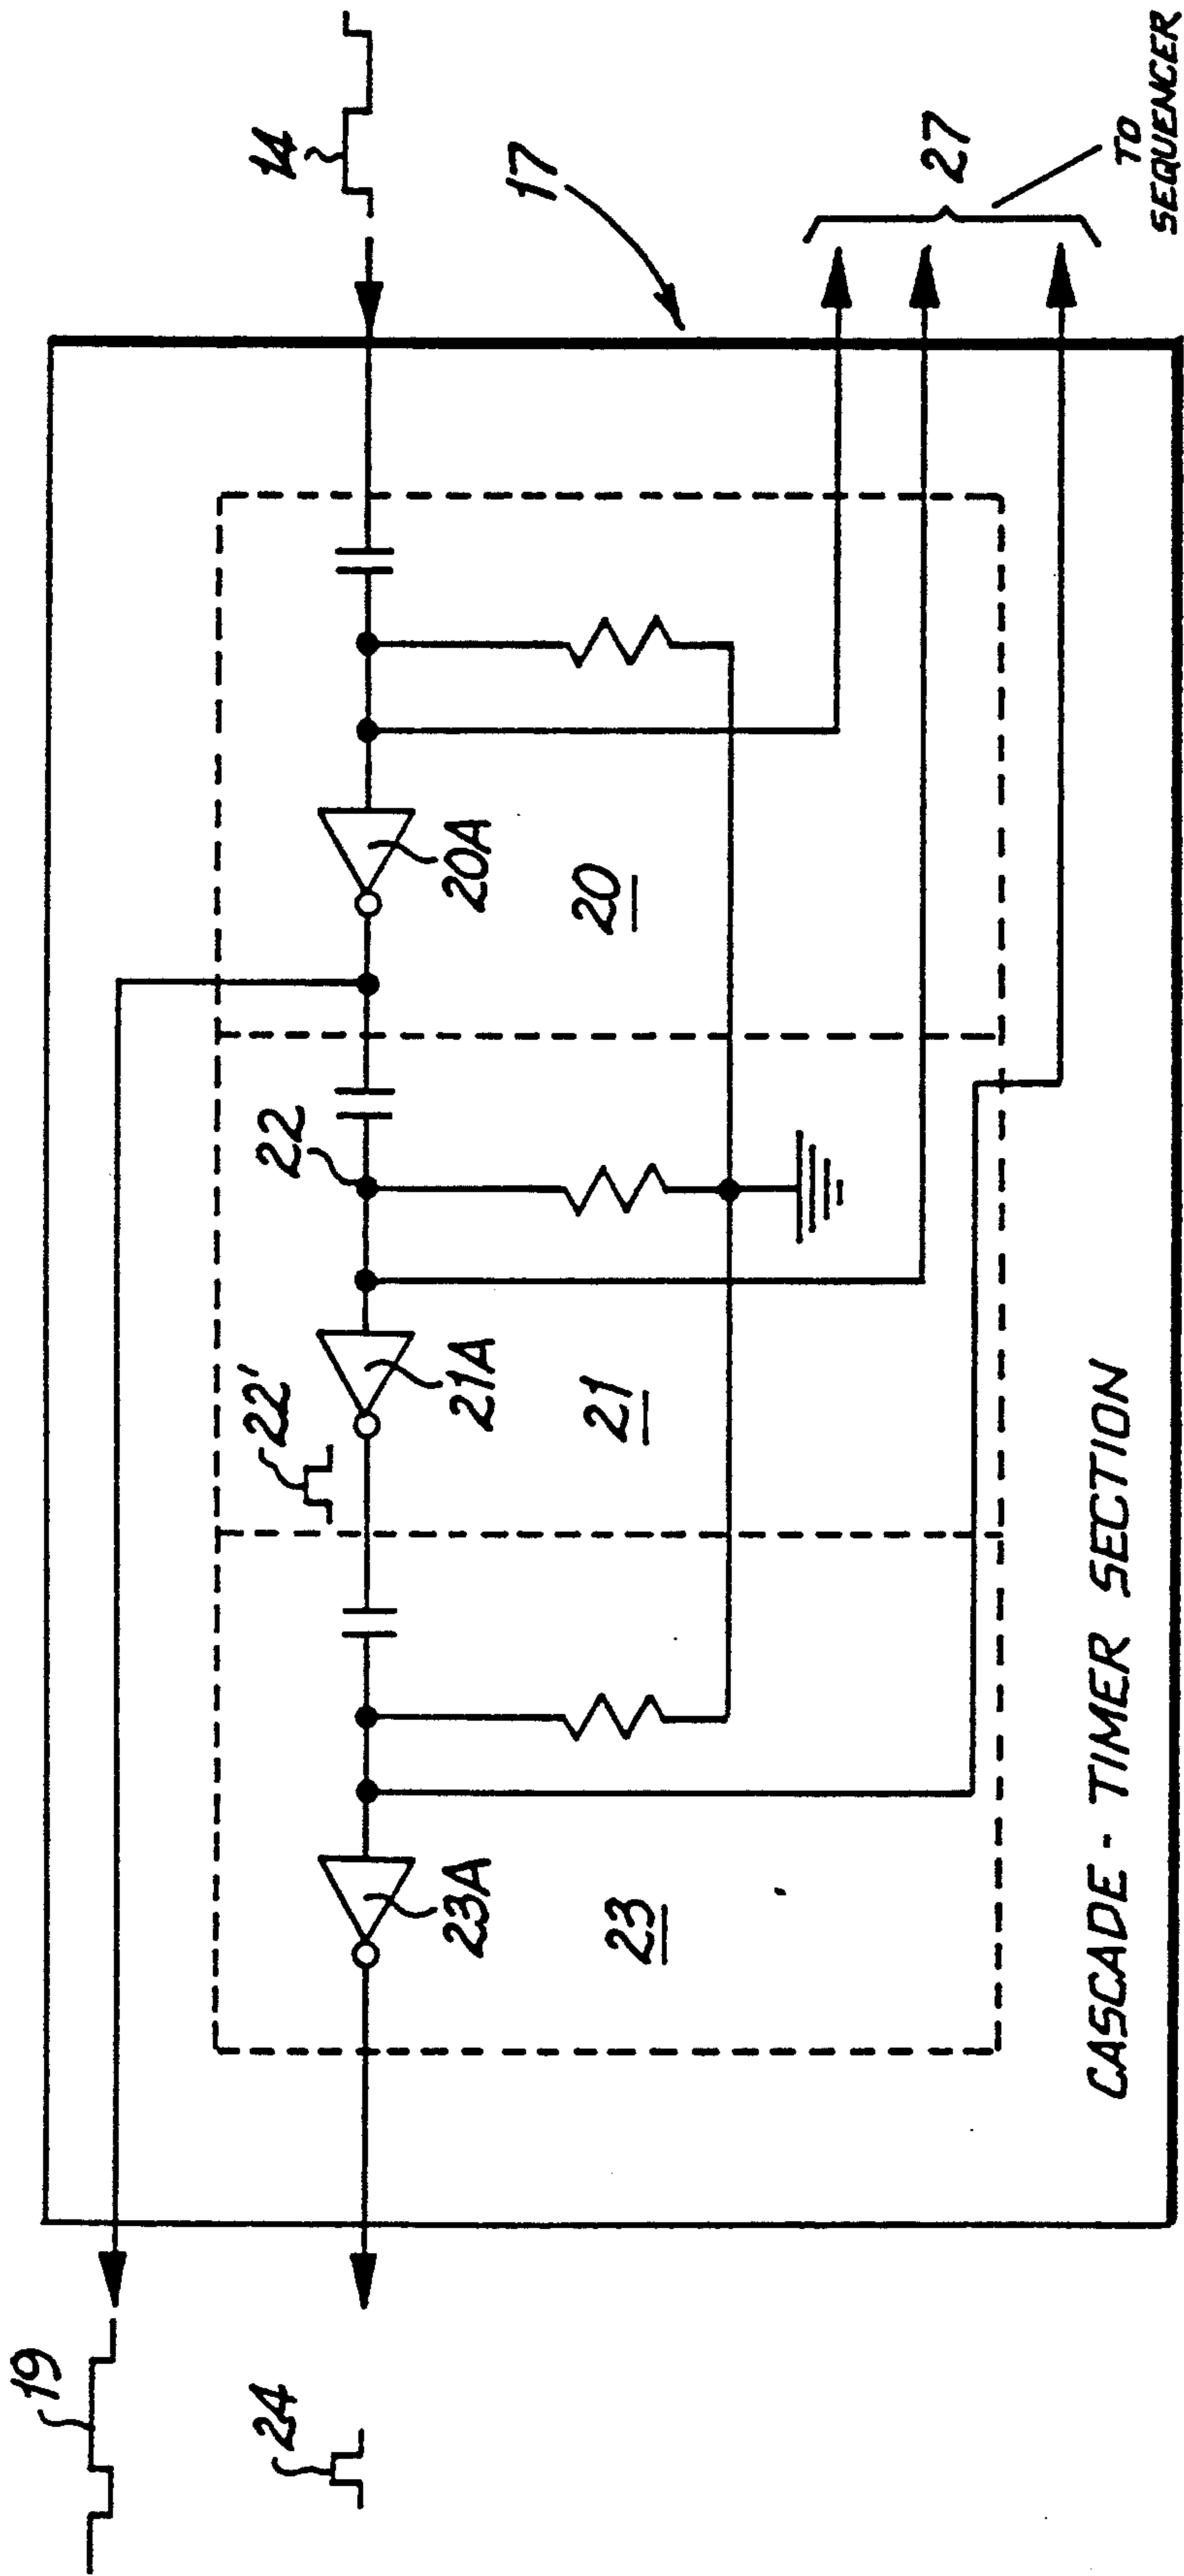 19
24
14
17
22
22'
20A
21A
23A
20
21
23
27
TO
SEQUENCER
CASCADE - TIMER SECTION